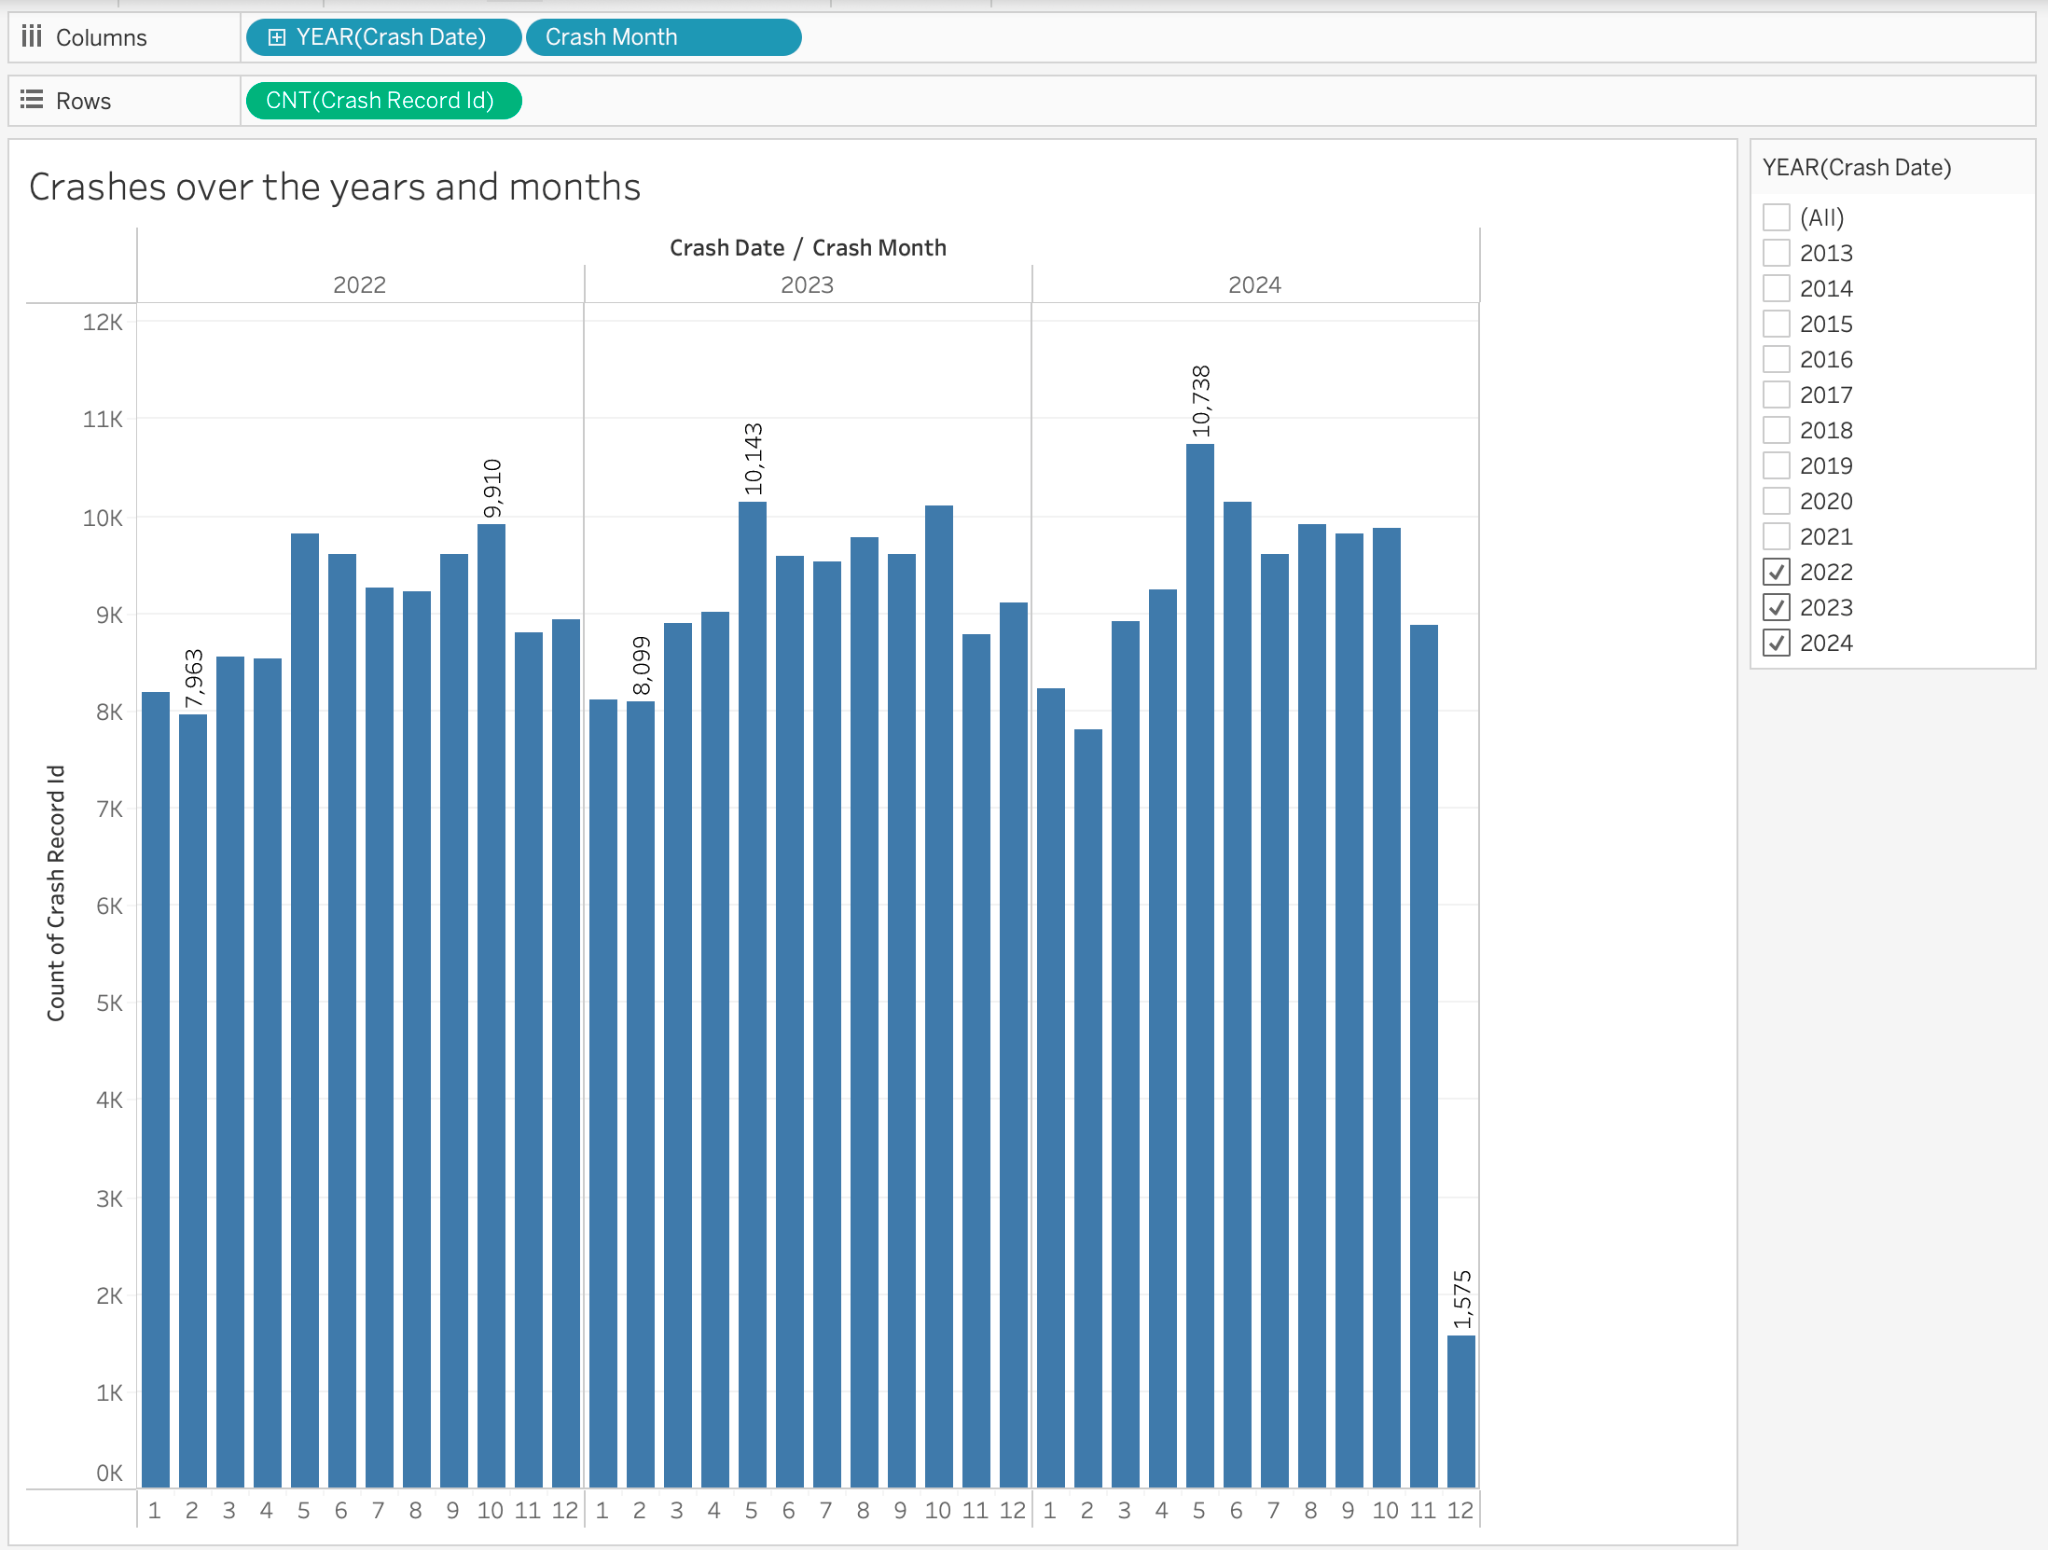 Columns YEAR(Crash Date) Crash Month
Rows CNT(Crash Record Id)
Crashes over the years and months
Crash Date / Crash Month
2022 2023 2024
12K
11K
10K
9K
8K
7K
6K
5K
4K
3K
2K
1K
0K
Count of Crash Record Id
7,963
9,910
8,099
10,143
10,738
1,575
1 2 3 4 5 6 7 8 9 10 11 12 1 2 3 4 5 6 7 8 9 10 11 12 1 2 3 4 5 6 7 8 9 10 11 12
YEAR(Crash Date)
(All)
2013
2014
2015
2016
2017
2018
2019
2020
2021
2022
2023
2024